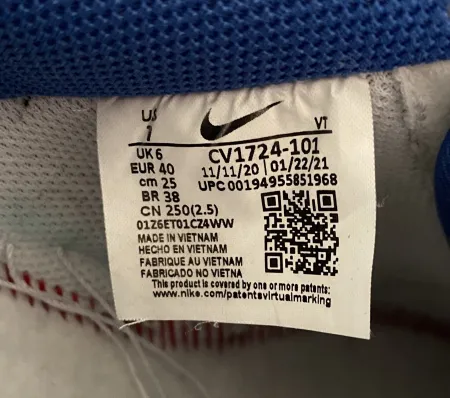 US VT
7
UK 6 CV1724-101
EUR 40 11/11/20 | 01/22/21
cm 25 UPC 00194955851968
BR 38
CN 250(2.5)
01Z6ET01CZ4WW
MADE IN VIETNAM
HECHO EN VIETNAM
FABRIQUE AU VIETNAM
FABRICADO NO VIETNA
This product is covered by one or more patents
www.nike.com/patentsvirtualmarking